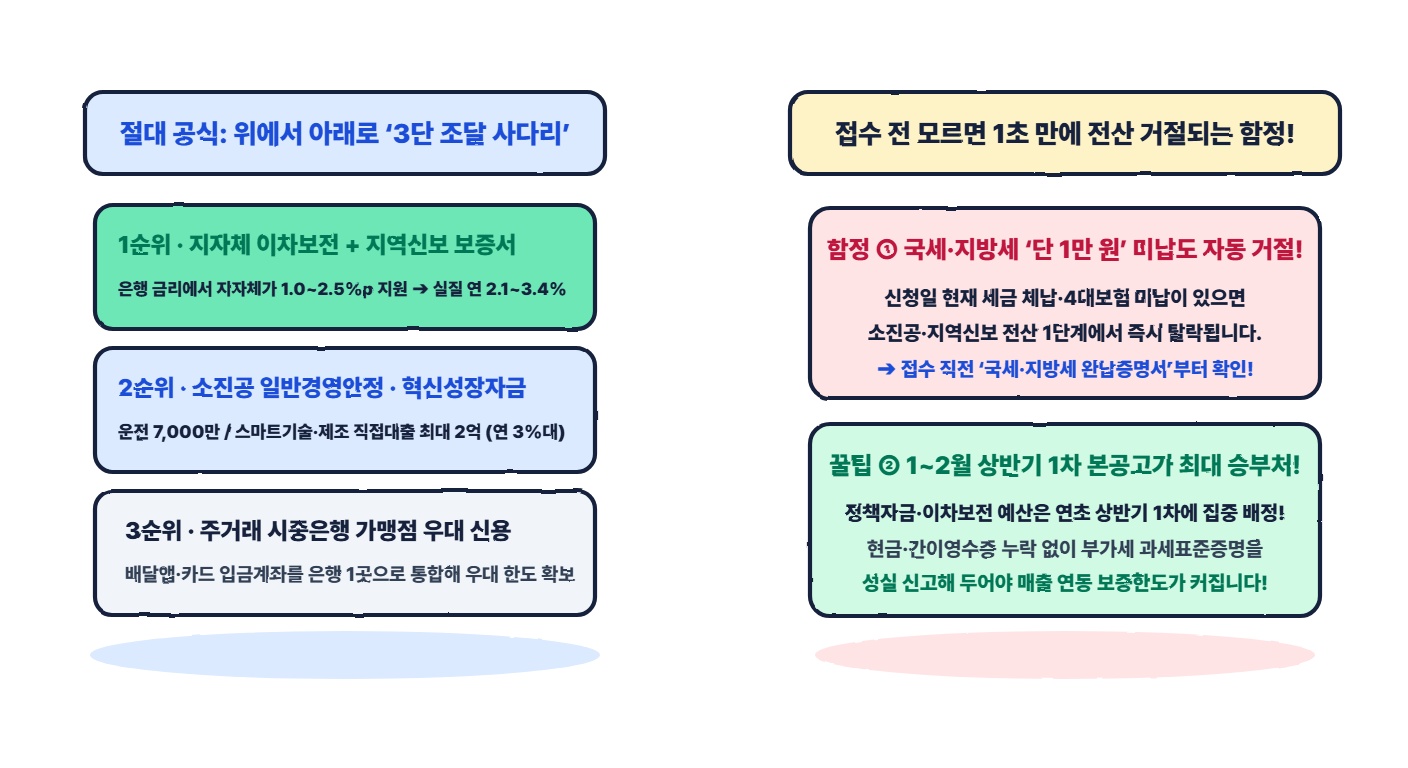 절대 공식: 위에서 아래로 ‘3단 조달 사다리’
1순위 · 지자체 이차보전 + 지역신보 보증서
은행 금리에서 지자체가 1.0~2.5%p 지원 → 실질 연 2.1~3.4%
2순위 · 소진공 일반경영안정 · 혁신성장자금
운전 7,000만 / 스마트기술·제조 직접대출 최대 2억 (연 3%대)
3순위 · 주거래 시중은행 가맹점 우대 신용
배달앱·카드 입금계좌를 은행 1곳으로 통합해 우대 한도 확보
접수 전 모르면 1초 만에 전산 거절되는 함정!
함정 ① 국세·지방세 ‘단 1만 원’ 미납도 자동 거절!
신청일 현재 세금 체납·4대보험 미납이 있으면
소진공·지역신보 전산 1단계에서 즉시 탈락됩니다.
→ 접수 직전 ‘국세·지방세 완납증명서’부터 확인!
꿀팁 ② 1~2월 상반기 1차 본공고가 최대 승부처!
정책자금·이차보전 예산은 연초 상반기 1차에 집중 배정!
현금·간이영수증 누락 없이 부가세 과세표준증명을
성실 신고해 두어야 매출 연동 보증한도가 커집니다!